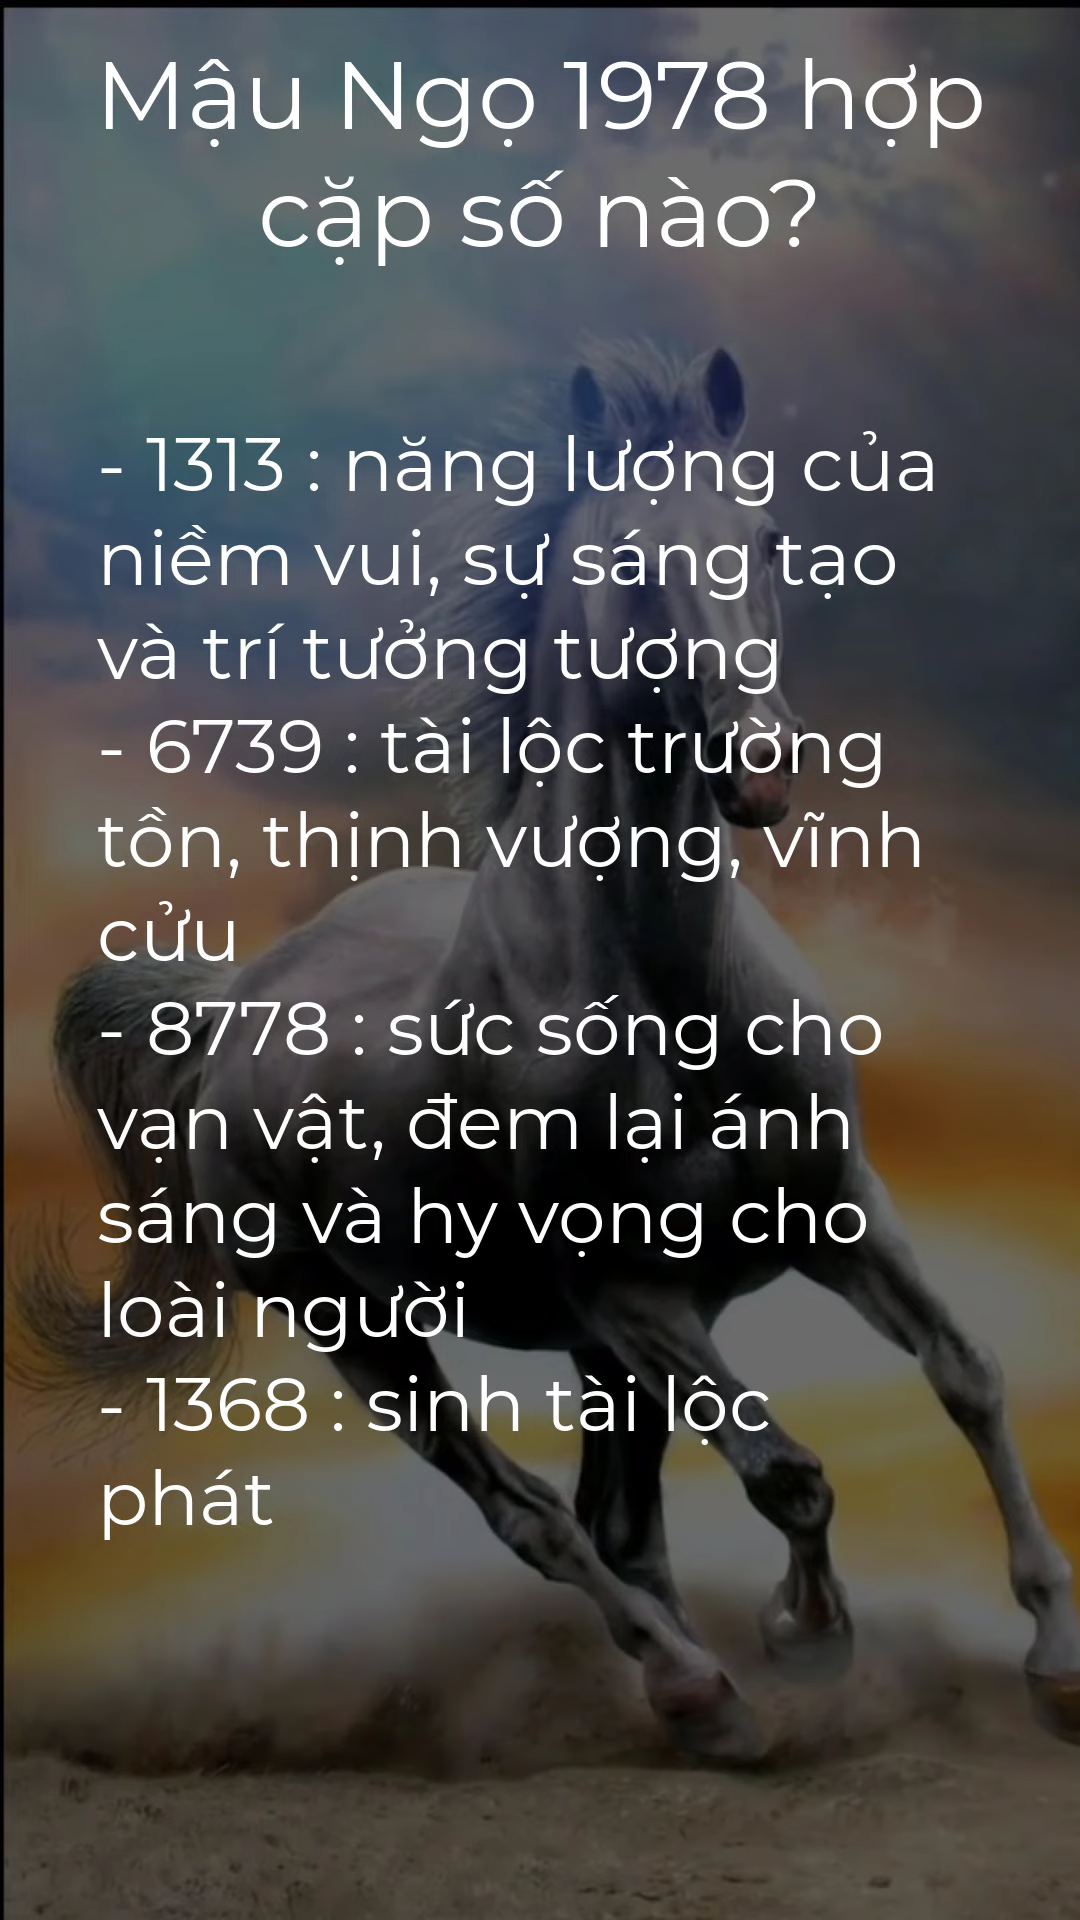 Mậu Ngọ 1978 hợp
cặp số nào?
- 1313 : năng lượng của
niềm vui, sự sáng tạo
và trí tưởng tượng
- 6739 : tài lộc trường
tồn, thịnh vượng, vĩnh
cửu
- 8778 : sức sống cho
vạn vật, đem lại ánh
sáng và hy vọng cho
loài người
- 1368 : sinh tài lộc
phát